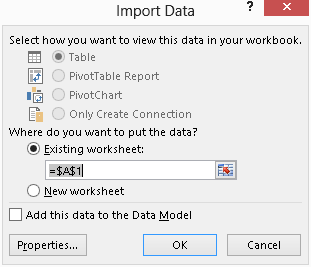 Import Data
?
Select how you want to view this data in your workbook.
Table
PivotTable Report
PivotChart
Only Create Connection
Where do you want to put the data?
Existing worksheet:
=$A$1
New worksheet
Add this data to the Data Model
Properties...
OK
Cancel